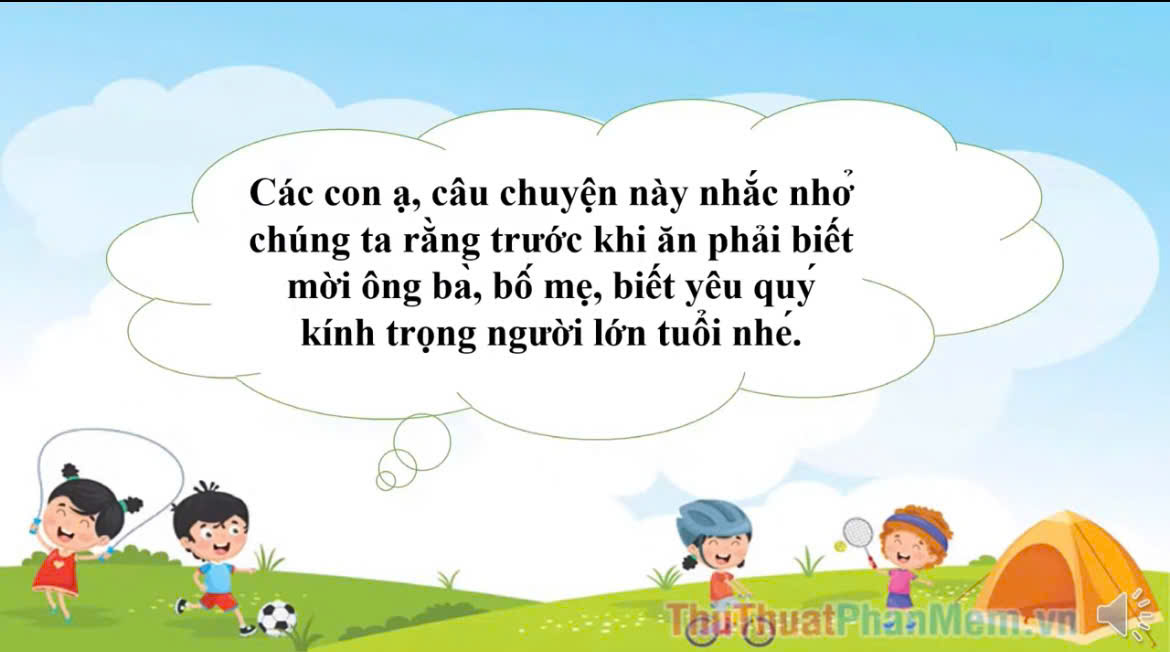 Các con ạ, câu chuyện này nhắc nhở
chúng ta rằng trước khi ăn phải biết
mời ông bà, bố mẹ, biết yêu quý
kính trọng người lớn tuổi nhé.
ThuThuatPhanMem.vn